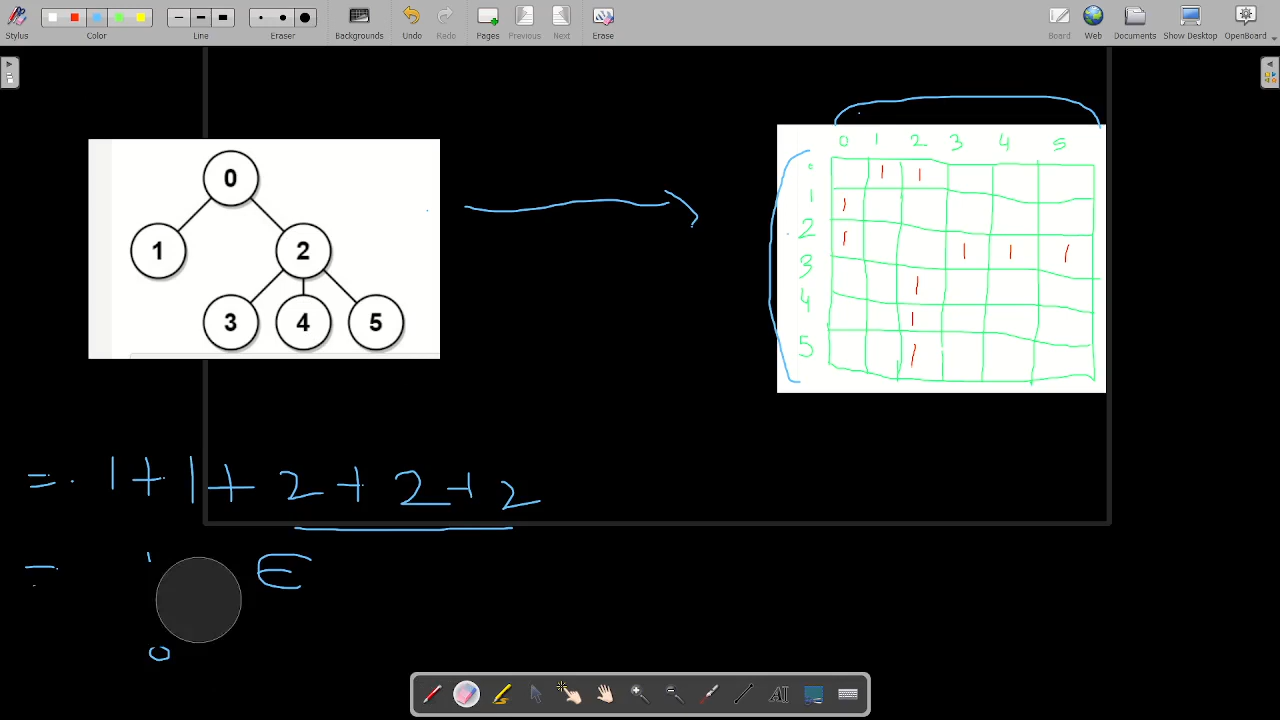 Stylus Color Line Eraser Backgrounds Undo Redo Pages Previous Next Erase Board Web Documents Show Desktop OpenBoard
0
1 2
3 4 5
0 1 2 3 4 5
0 1 1
1 1
2 1 1 1 1
3 1
4 1
5 1
= 1 + 1 + 2 + 2 + 2
= E
0